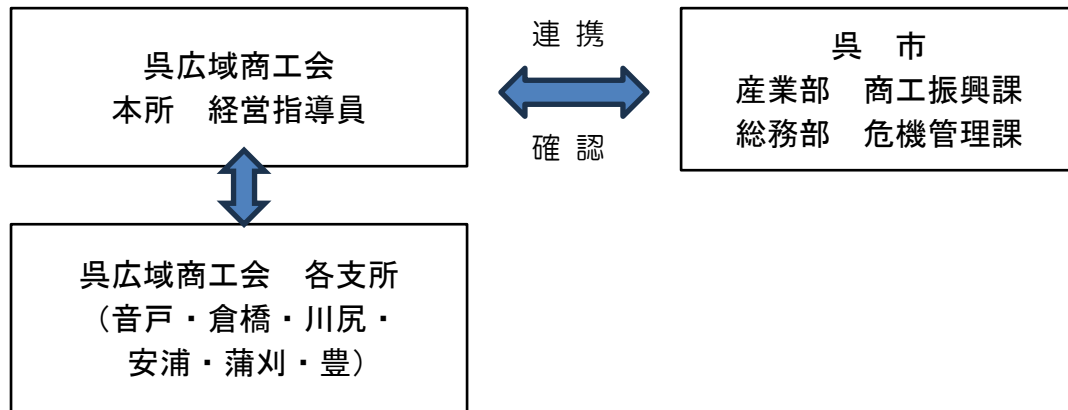 呉広域商工会
本所　経営指導員
連 携
確 認
呉　市
産業部　商工振興課
総務部　危機管理課
呉広域商工会　各支所
（音戸・倉橋・川尻・
安浦・蒲刈・豊）